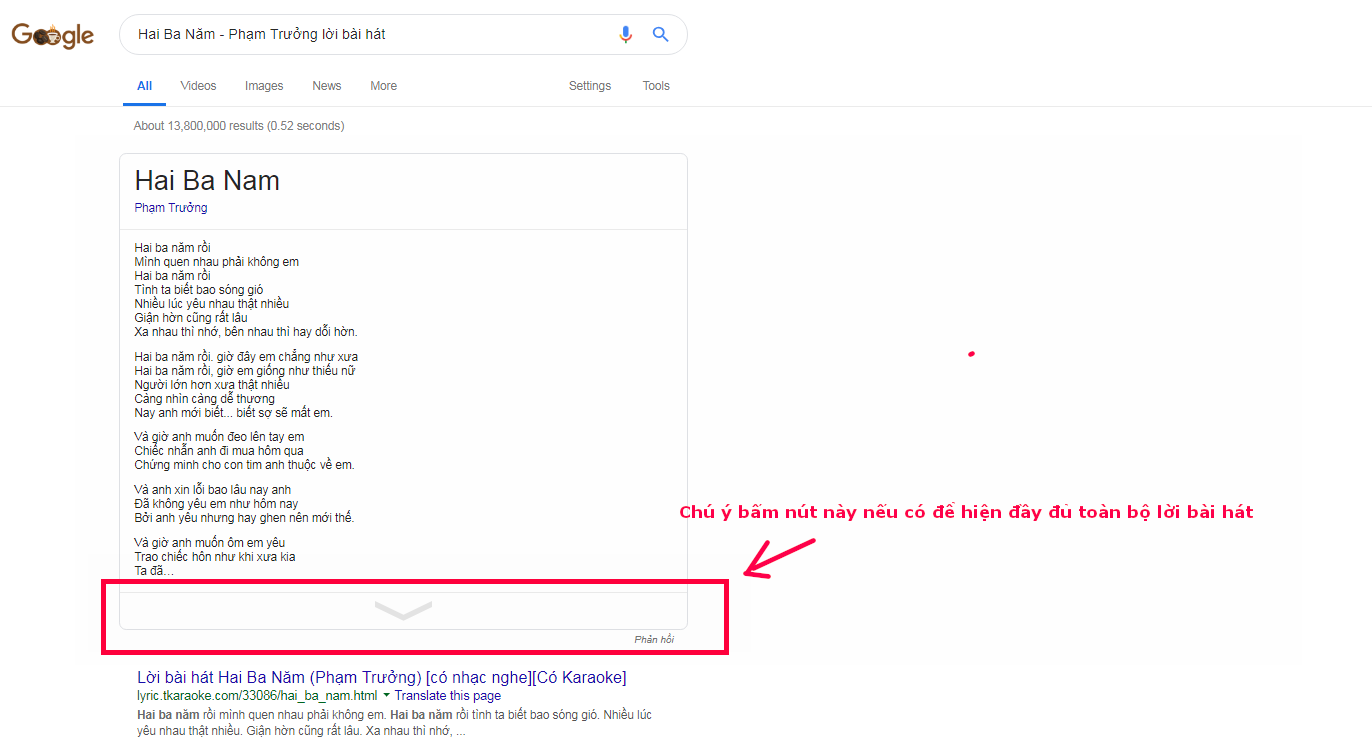 Google
Hai Ba Năm - Phạm Trưởng lời bài hát
All Videos Images News More Settings Tools
About 13,800,000 results (0.52 seconds)
Hai Ba Nam
Phạm Trưởng
Hai ba năm rồi
Mình quen nhau phải không em
Hai ba năm rồi
Tình ta biết bao sóng gió
Nhiều lúc yêu nhau thật nhiều
Giận hờn cũng rất lâu
Xa nhau thì nhớ, bên nhau thì hay dỗi hờn.
Hai ba năm rồi. giờ đây em chẳng như xưa
Hai ba năm rồi, giờ em giống như thiếu nữ
Người lớn hơn xưa thật nhiều
Càng nhìn càng dễ thương
Nay anh mới biết... biết sợ sẽ mất em.
Và giờ anh muốn đeo lên tay em
Chiếc nhẫn anh đi mua hôm qua
Chứng minh cho con tim anh thuộc về em.
Và anh xin lỗi bao lâu nay anh
Đã không yêu em như hôm nay
Bởi anh yêu nhưng hay ghen nên mới thế.
Và giờ anh muốn ôm em yêu
Trao chiếc hôn như khi xưa kia
Ta đã...
Chú ý bấm nút này nếu có để hiện đầy đủ toàn bộ lời bài hát
Phản hồi
Lời bài hát Hai Ba Năm (Phạm Trưởng) [có nhạc nghe][Có Karaoke]
lyric.tkaraoke.com/33086/hai_ba_nam.html Translate this page
Hai ba năm rồi mình quen nhau phải không em. Hai ba năm rồi tình ta biết bao sóng gió. Nhiều lúc
yêu nhau thật nhiều. Giận hờn cũng rất lâu. Xa nhau thì nhớ, ...